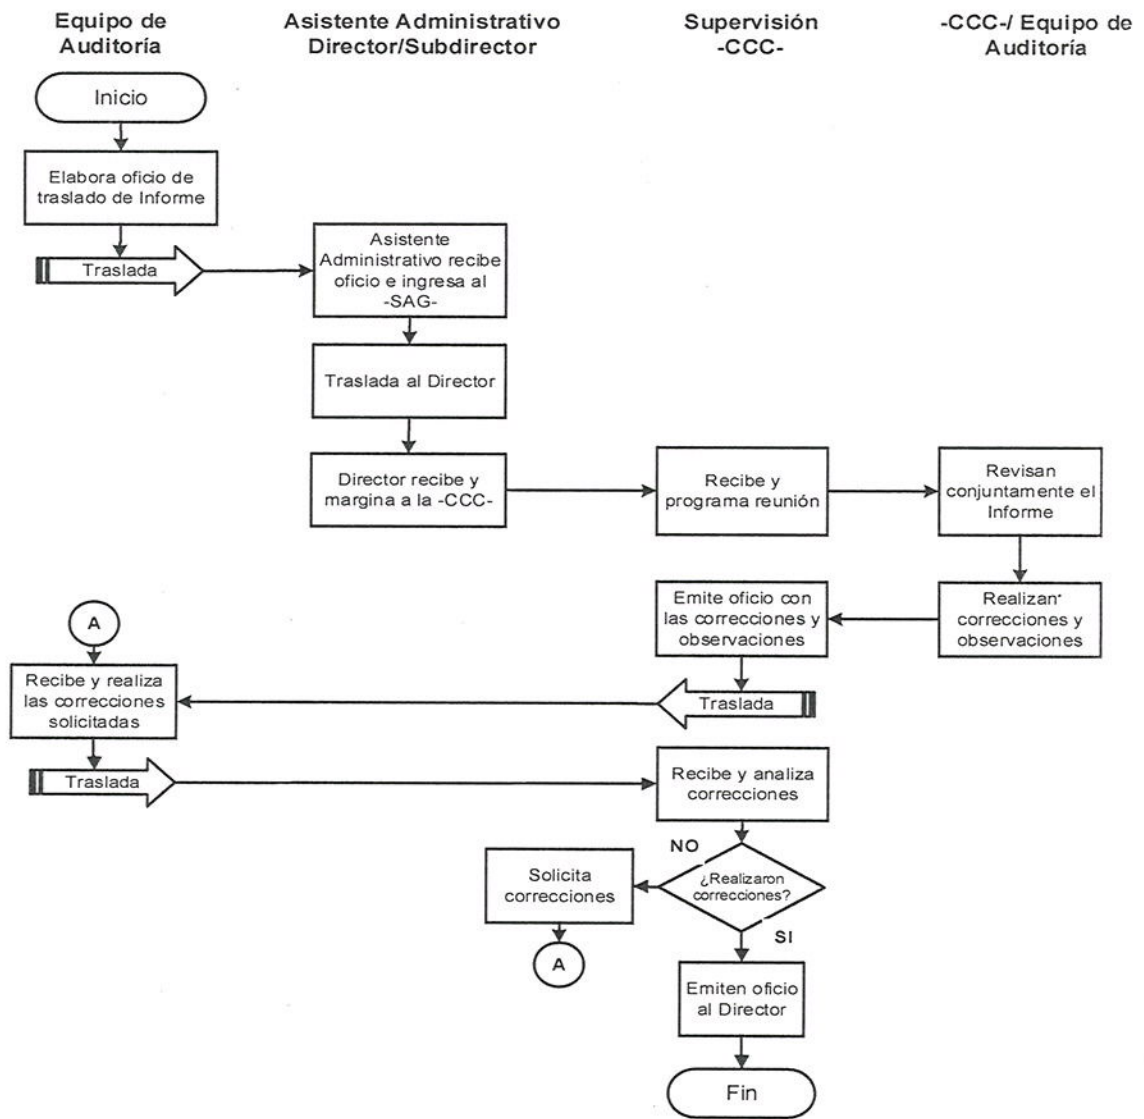 Equipo de
Auditoría
Asistente Administrativo
Director/Subdirector
Supervisión
-CCC-
-CCC-/ Equipo de
Auditoría
Inicio
Elabora oficio de
traslado de Informe
Traslada
Asistente
Administrativo recibe
oficio e ingresa al
-SAG-
Traslada al Director
Director recibe y
margina a la -CCC-
Recibe y
programa reunión
Revisan
conjuntamente el
Informe
Realizan
correcciones y
observaciones
Emite oficio con
las correcciones y
observaciones
Traslada
A
Recibe y realiza
las correcciones
solicitadas
Traslada
Recibe y analiza
correcciones
¿Realizaron
correcciones?
NO
Solicita
correcciones
A
SI
Emiten oficio
al Director
Fin